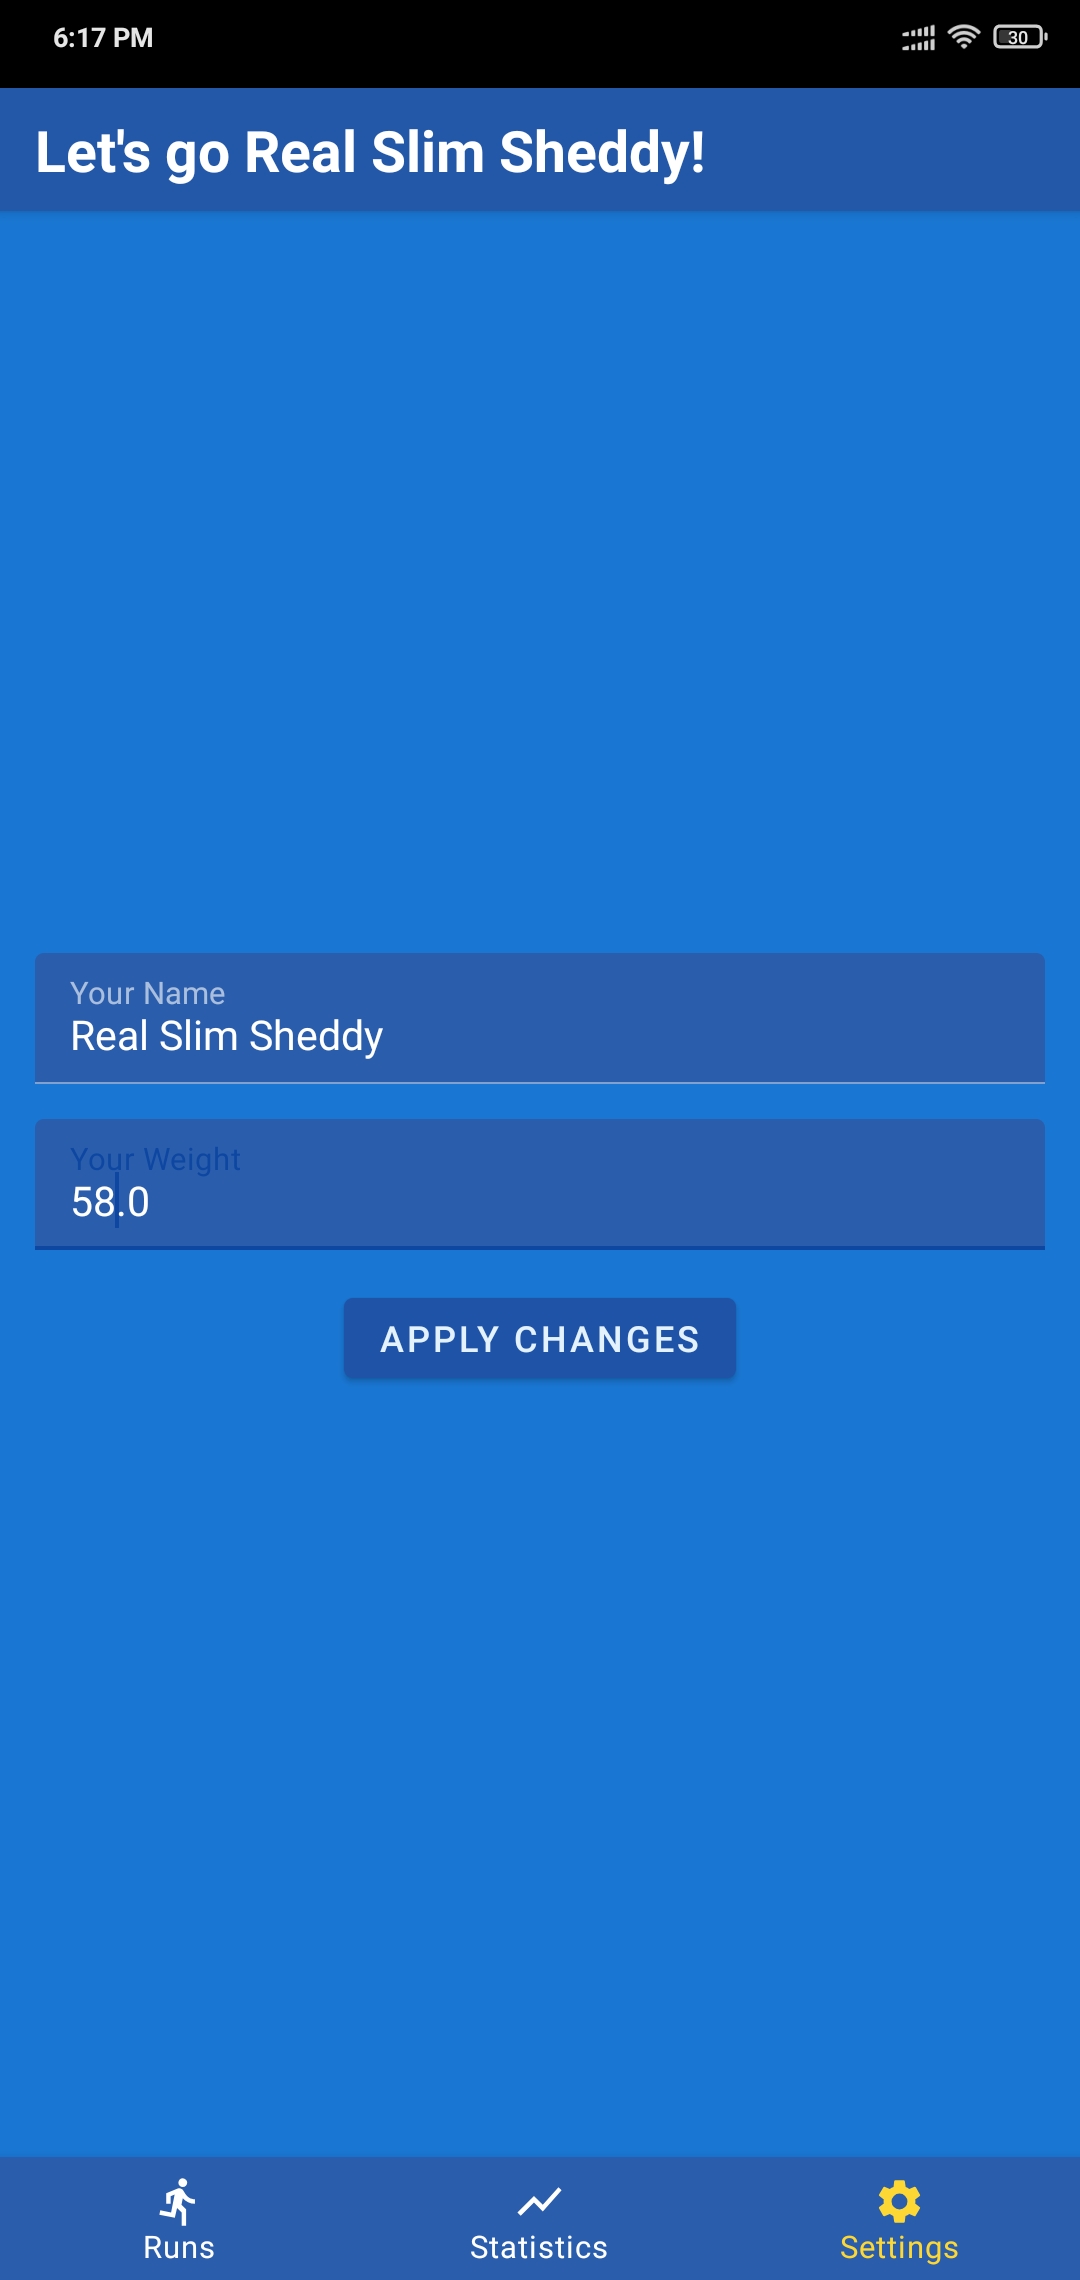 6:17 PM
30
Let's go Real Slim Sheddy!
Your Name
Real Slim Sheddy
Your Weight
58.0
APPLY CHANGES
Runs
Statistics
Settings